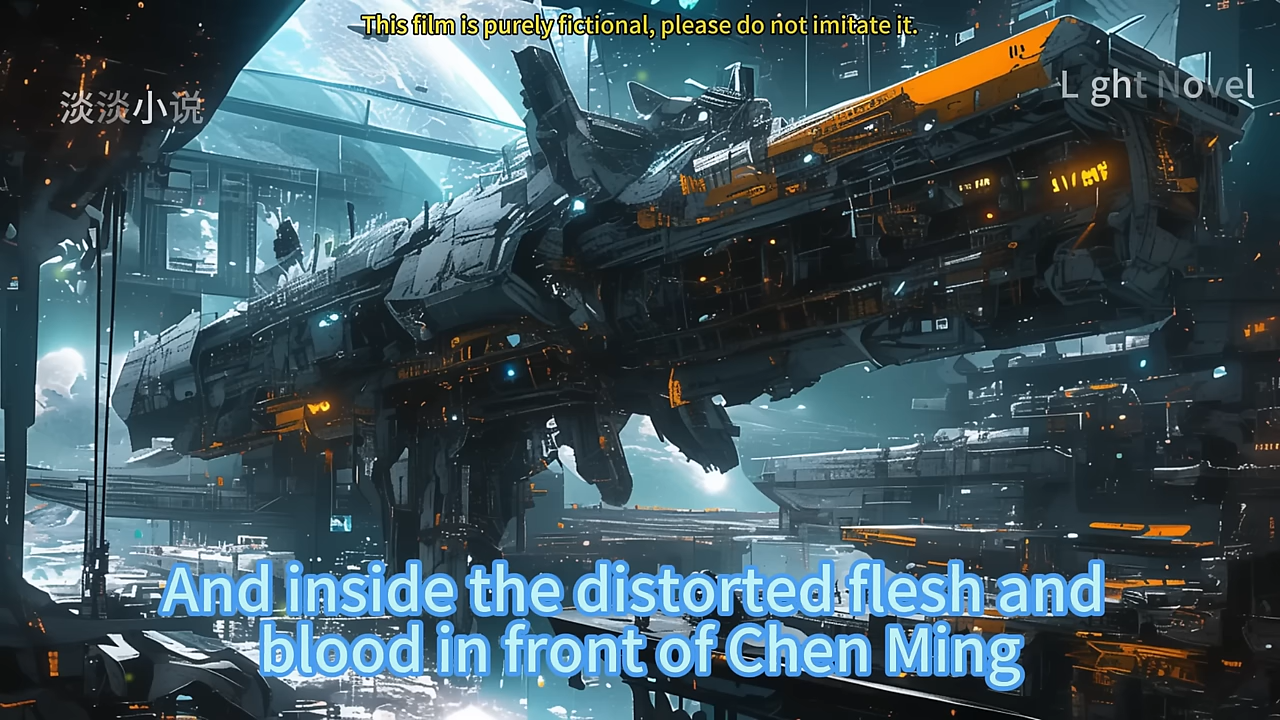 This film is purely fictional, please do not imitate it.
淡淡小说
Light Novel
And inside the distorted flesh and
blood in front of Chen Ming